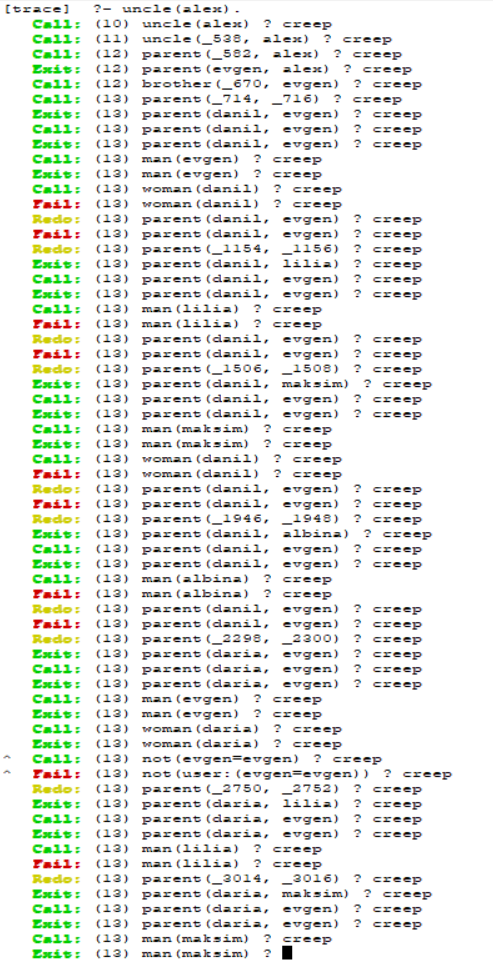 [trace]  ?- uncle(alex).
   Call: (10) uncle(alex) ? creep
   Call: (11) uncle(_538, alex) ? creep
   Call: (12) parent(_582, alex) ? creep
   Exit: (12) parent(evgen, alex) ? creep
   Call: (12) brother(_670, evgen) ? creep
   Call: (13) parent(_714, _716) ? creep
   Exit: (13) parent(danil, evgen) ? creep
   Call: (13) parent(danil, evgen) ? creep
   Exit: (13) parent(danil, evgen) ? creep
   Call: (13) man(evgen) ? creep
   Exit: (13) man(evgen) ? creep
   Call: (13) woman(danil) ? creep
   Fail: (13) woman(danil) ? creep
   Redo: (13) parent(danil, evgen) ? creep
   Fail: (13) parent(danil, evgen) ? creep
   Redo: (13) parent(_1154, _1156) ? creep
   Exit: (13) parent(danil, lilia) ? creep
   Call: (13) parent(danil, evgen) ? creep
   Exit: (13) parent(danil, evgen) ? creep
   Call: (13) man(lilia) ? creep
   Fail: (13) man(lilia) ? creep
   Redo: (13) parent(danil, evgen) ? creep
   Fail: (13) parent(danil, evgen) ? creep
   Redo: (13) parent(_1506, _1508) ? creep
   Exit: (13) parent(danil, maksim) ? creep
   Call: (13) parent(danil, evgen) ? creep
   Exit: (13) parent(danil, evgen) ? creep
   Call: (13) man(maksim) ? creep
   Exit: (13) man(maksim) ? creep
   Call: (13) woman(danil) ? creep
   Fail: (13) woman(danil) ? creep
   Redo: (13) parent(danil, evgen) ? creep
   Fail: (13) parent(danil, evgen) ? creep
   Redo: (13) parent(_1946, _1948) ? creep
   Exit: (13) parent(danil, albina) ? creep
   Call: (13) parent(danil, evgen) ? creep
   Exit: (13) parent(danil, evgen) ? creep
   Call: (13) man(albina) ? creep
   Fail: (13) man(albina) ? creep
   Redo: (13) parent(danil, evgen) ? creep
   Fail: (13) parent(danil, evgen) ? creep
   Redo: (13) parent(_2298, _2300) ? creep
   Exit: (13) parent(daria, evgen) ? creep
   Call: (13) parent(daria, evgen) ? creep
   Exit: (13) parent(daria, evgen) ? creep
   Call: (13) man(evgen) ? creep
   Exit: (13) man(evgen) ? creep
   Call: (13) woman(daria) ? creep
   Exit: (13) woman(daria) ? creep
^  Call: (13) not(evgen=evgen) ? creep
^  Fail: (13) not(user:(evgen=evgen)) ? creep
   Redo: (13) parent(_2750, _2752) ? creep
   Exit: (13) parent(daria, lilia) ? creep
   Call: (13) parent(daria, evgen) ? creep
   Exit: (13) parent(daria, evgen) ? creep
   Call: (13) man(lilia) ? creep
   Fail: (13) man(lilia) ? creep
   Redo: (13) parent(_3014, _3016) ? creep
   Exit: (13) parent(daria, maksim) ? creep
   Call: (13) parent(daria, evgen) ? creep
   Exit: (13) parent(daria, evgen) ? creep
   Call: (13) man(maksim) ? creep
   Exit: (13) man(maksim) ?